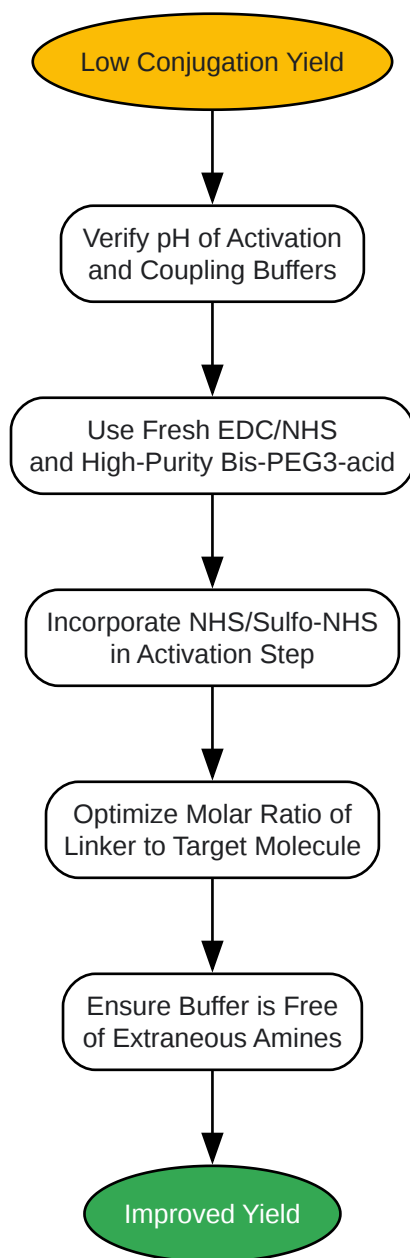 Low Conjugation Yield
Verify pH of Activation
and Coupling Buffers
Use Fresh EDC/NHS
and High-Purity Bis-PEG3-acid
Incorporate NHS/Sulfo-NHS
in Activation Step
Optimize Molar Ratio of
Linker to Target Molecule
Ensure Buffer is Free
of Extraneous Amines
Improved Yield